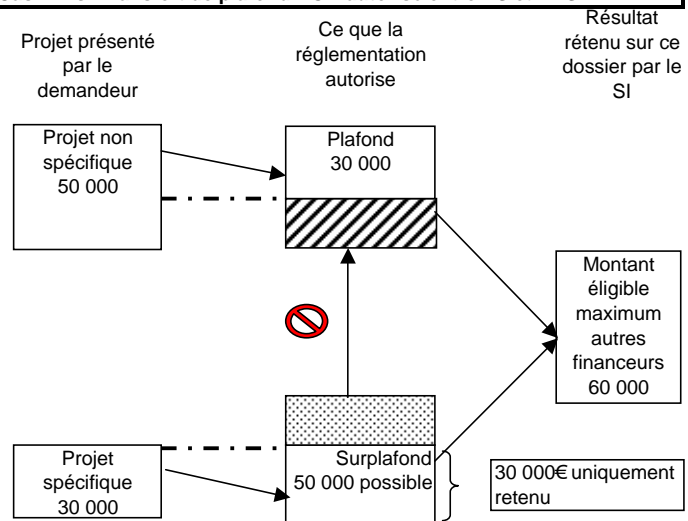 Projet présenté
par le
demandeur
Ce que la
réglementation
autorise
Résultat
rétenu sur ce
dossier par le
SI
Projet non
spécifique
50 000
Plafond
30 000
Montant
éligible
maximum
autres
financeurs
60 000
Projet
spécifique
30 000
Surplafond
50 000 possible
30 000€ uniquement
retenu